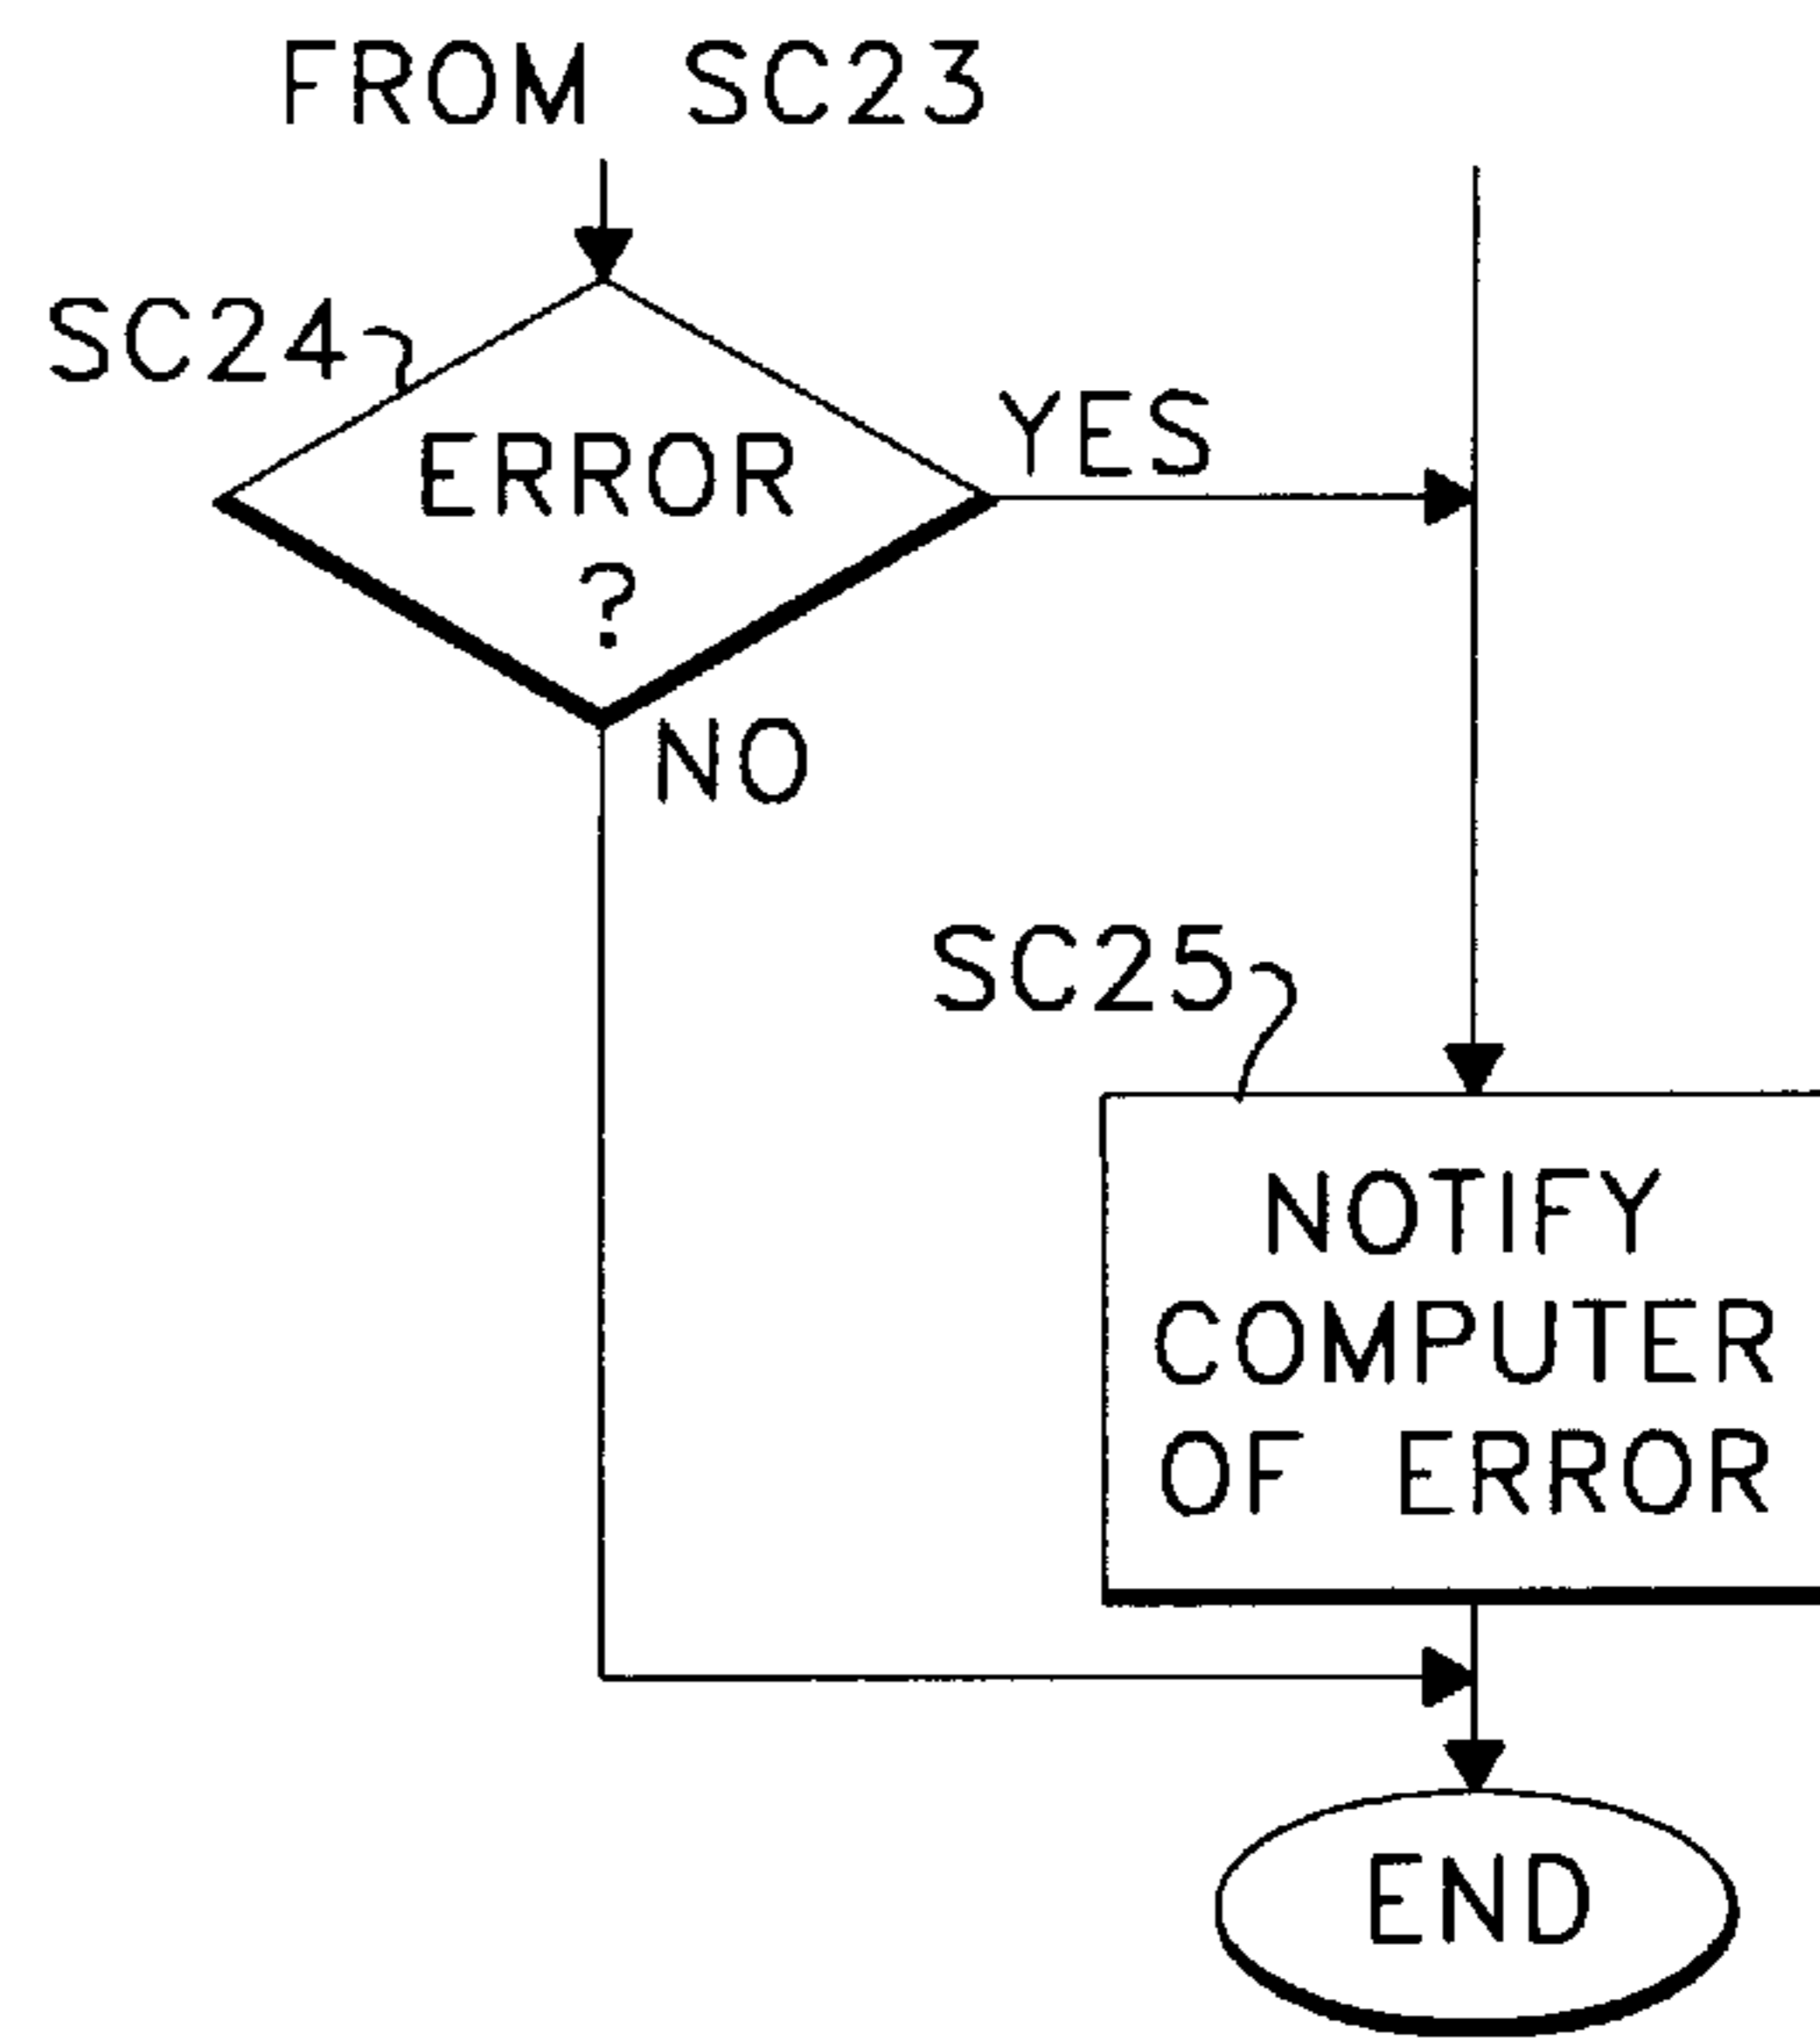 FROM SC23
SC24
ERROR
?
YES
NO
SC25
NOTIFY
COMPUTER
OF ERROR
END